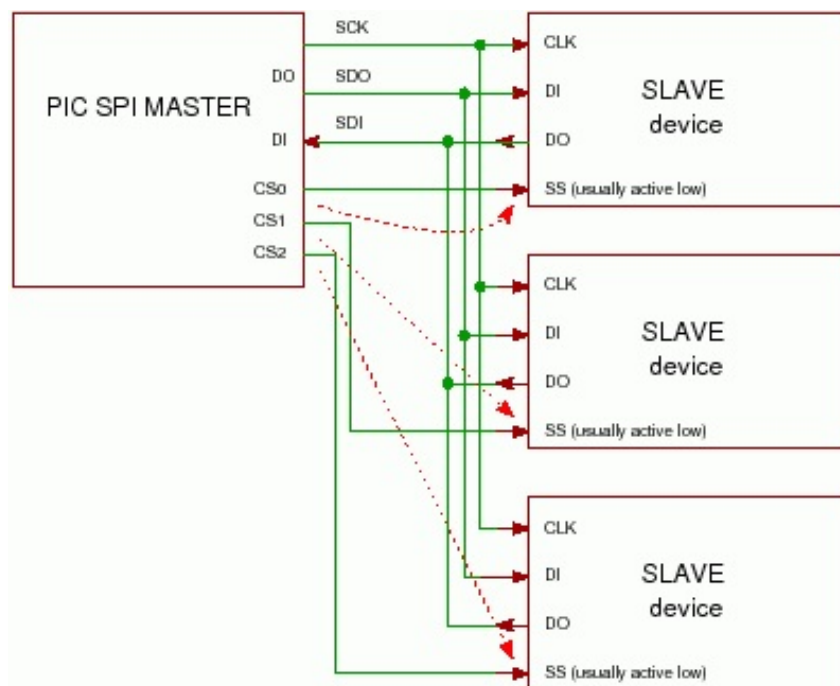 SCK
CLK
DO
SDO
DI
SLAVE
device
PIC SPI MASTER
SDI
DI
DO
CS0
SS (usually active low)
CS1
CS2
CLK
DI
SLAVE
device
DO
SS (usually active low)
CLK
DI
SLAVE
device
DO
SS (usually active low)